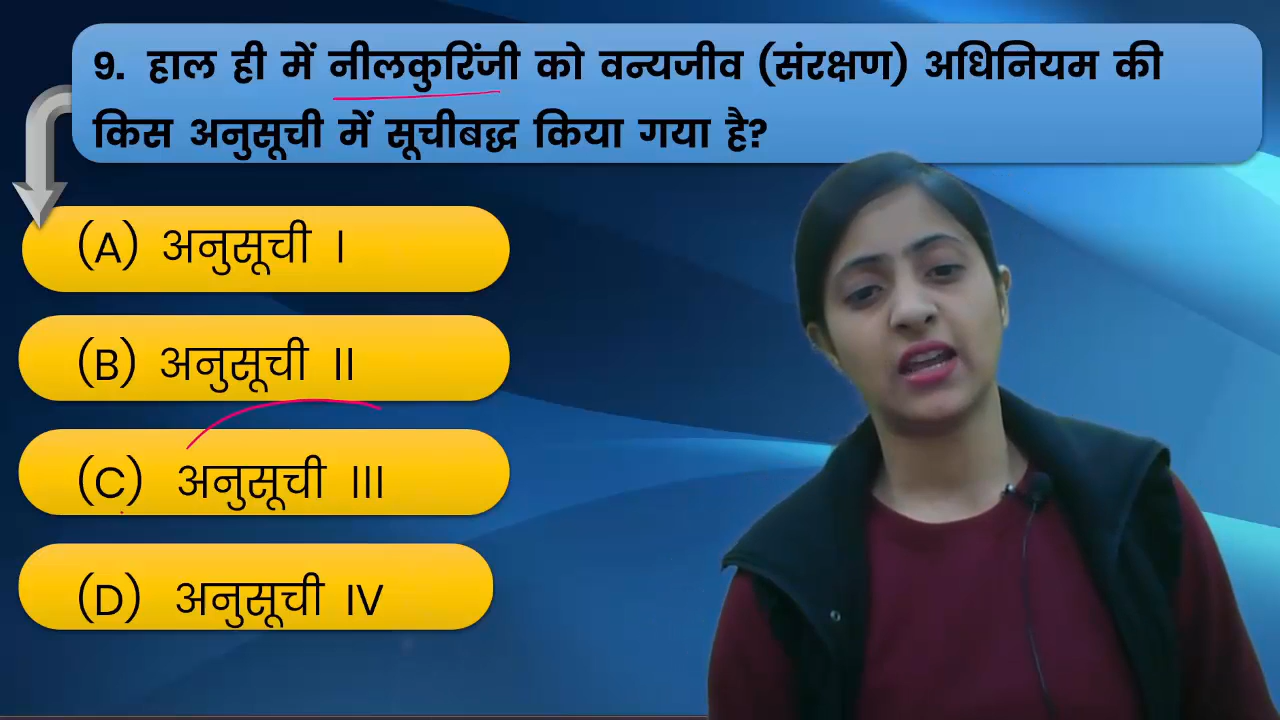 9. हाल ही में नीलकुरिंजी को वन्यजीव (संरक्षण) अधिनियम की
किस अनुसूची में सूचीबद्ध किया गया है?
(A) अनुसूची I
(B) अनुसूची II
(C) अनुसूची III
(D) अनुसूची IV